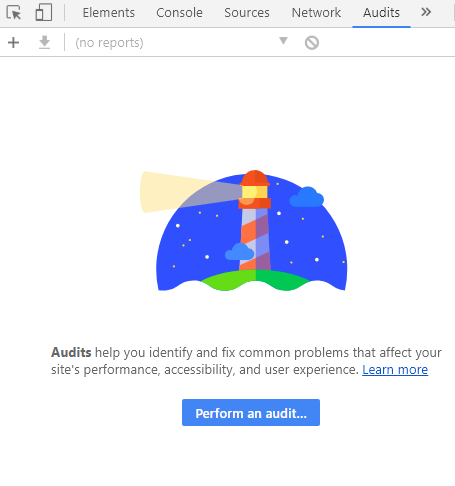 Elements Console Sources Network Audits »
(no reports)
Audits help you identify and fix common problems that affect your
site's performance, accessibility, and user experience. Learn more
Perform an audit...